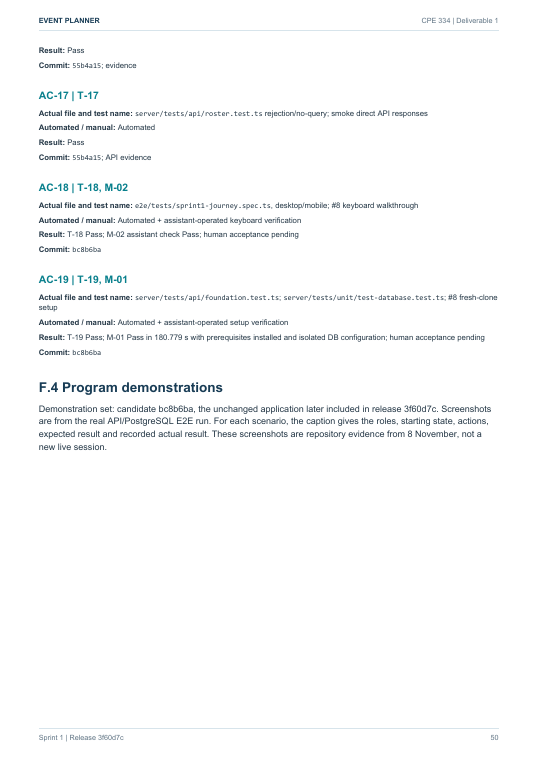 EVENT PLANNER
CPE 334 | Deliverable 1
Result: Pass
Commit: 55b4a15; evidence
AC-17 | T-17
Actual file and test name: server/tests/api/roster.test.ts rejection/no-query; smoke direct API responses
Automated / manual: Automated
Result: Pass
Commit: 55b4a15; API evidence
AC-18 | T-18, M-02
Actual file and test name: e2e/tests/sprint1-journey.spec.ts, desktop/mobile; #8 keyboard walkthrough
Automated / manual: Automated + assistant-operated keyboard verification
Result: T-18 Pass; M-02 assistant check Pass; human acceptance pending
Commit: bc8b6ba
AC-19 | T-19, M-01
Actual file and test name: server/tests/api/foundation.test.ts; server/tests/unit/test-database.test.ts; #8 fresh-clone
setup
Automated / manual: Automated + assistant-operated setup verification
Result: T-19 Pass; M-01 Pass in 180.779 s with prerequisites installed and isolated DB configuration; human acceptance pending
Commit: bc8b6ba
F.4 Program demonstrations
Demonstration set: candidate bc8b6ba, the unchanged application later included in release 3f60d7c. Screenshots
are from the real API/PostgreSQL E2E run. For each scenario, the caption gives the roles, starting state, actions,
expected result and recorded actual result. These screenshots are repository evidence from 8 November, not a
new live session.
Sprint 1 | Release 3f60d7c
50